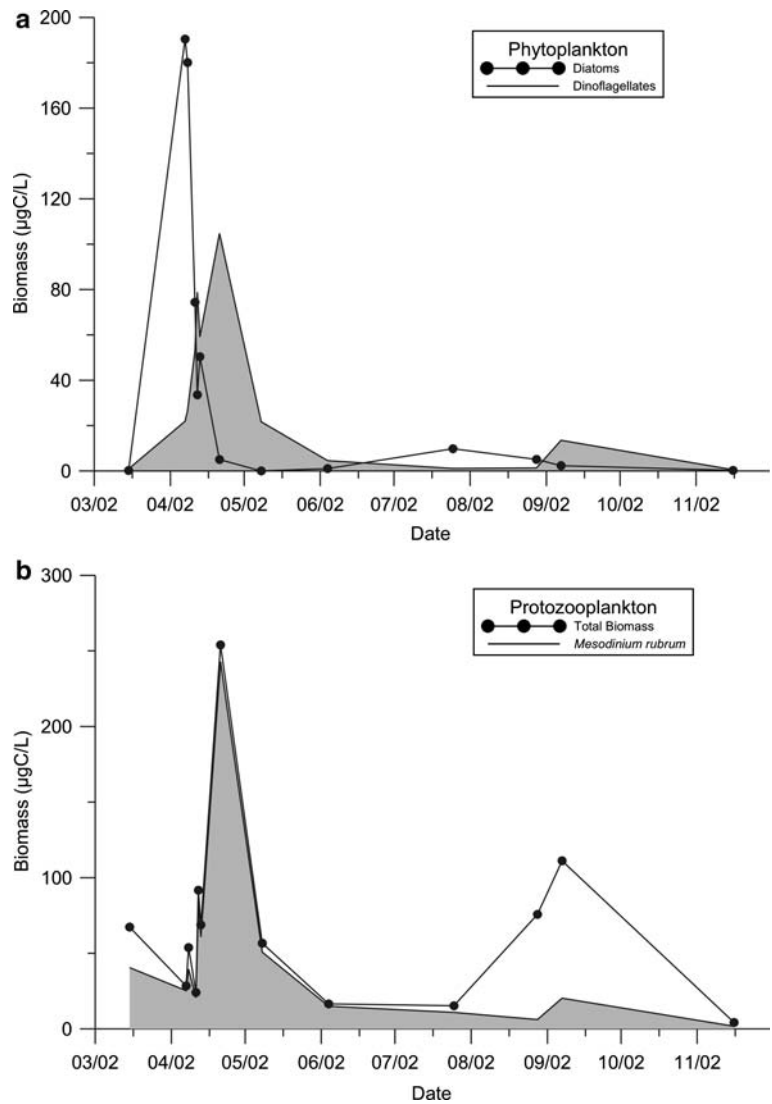 a
200
160
120
80
40
0
Biomass (µgC/L)
Phytoplankton
Diatoms
Dinoflagellates
03/02 04/02 05/02 06/02 07/02 08/02 09/02 10/02 11/02
Date
b
300
200
100
0
Biomass (µgC/L)
Protozooplankton
Total Biomass
Mesodinium rubrum
03/02 04/02 05/02 06/02 07/02 08/02 09/02 10/02 11/02
Date